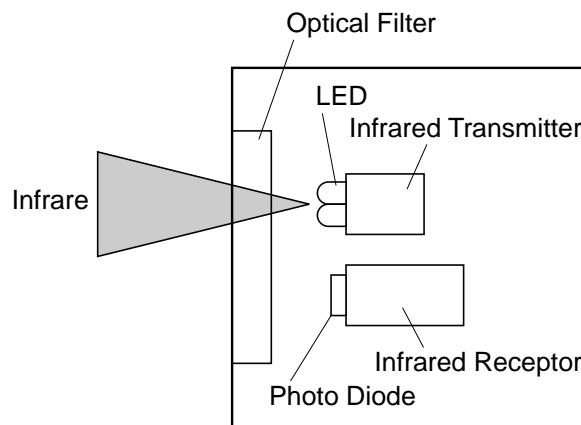 Optical Filter
LED
Infrared Transmitter
Infrare
Infrared Receptor
Photo Diode